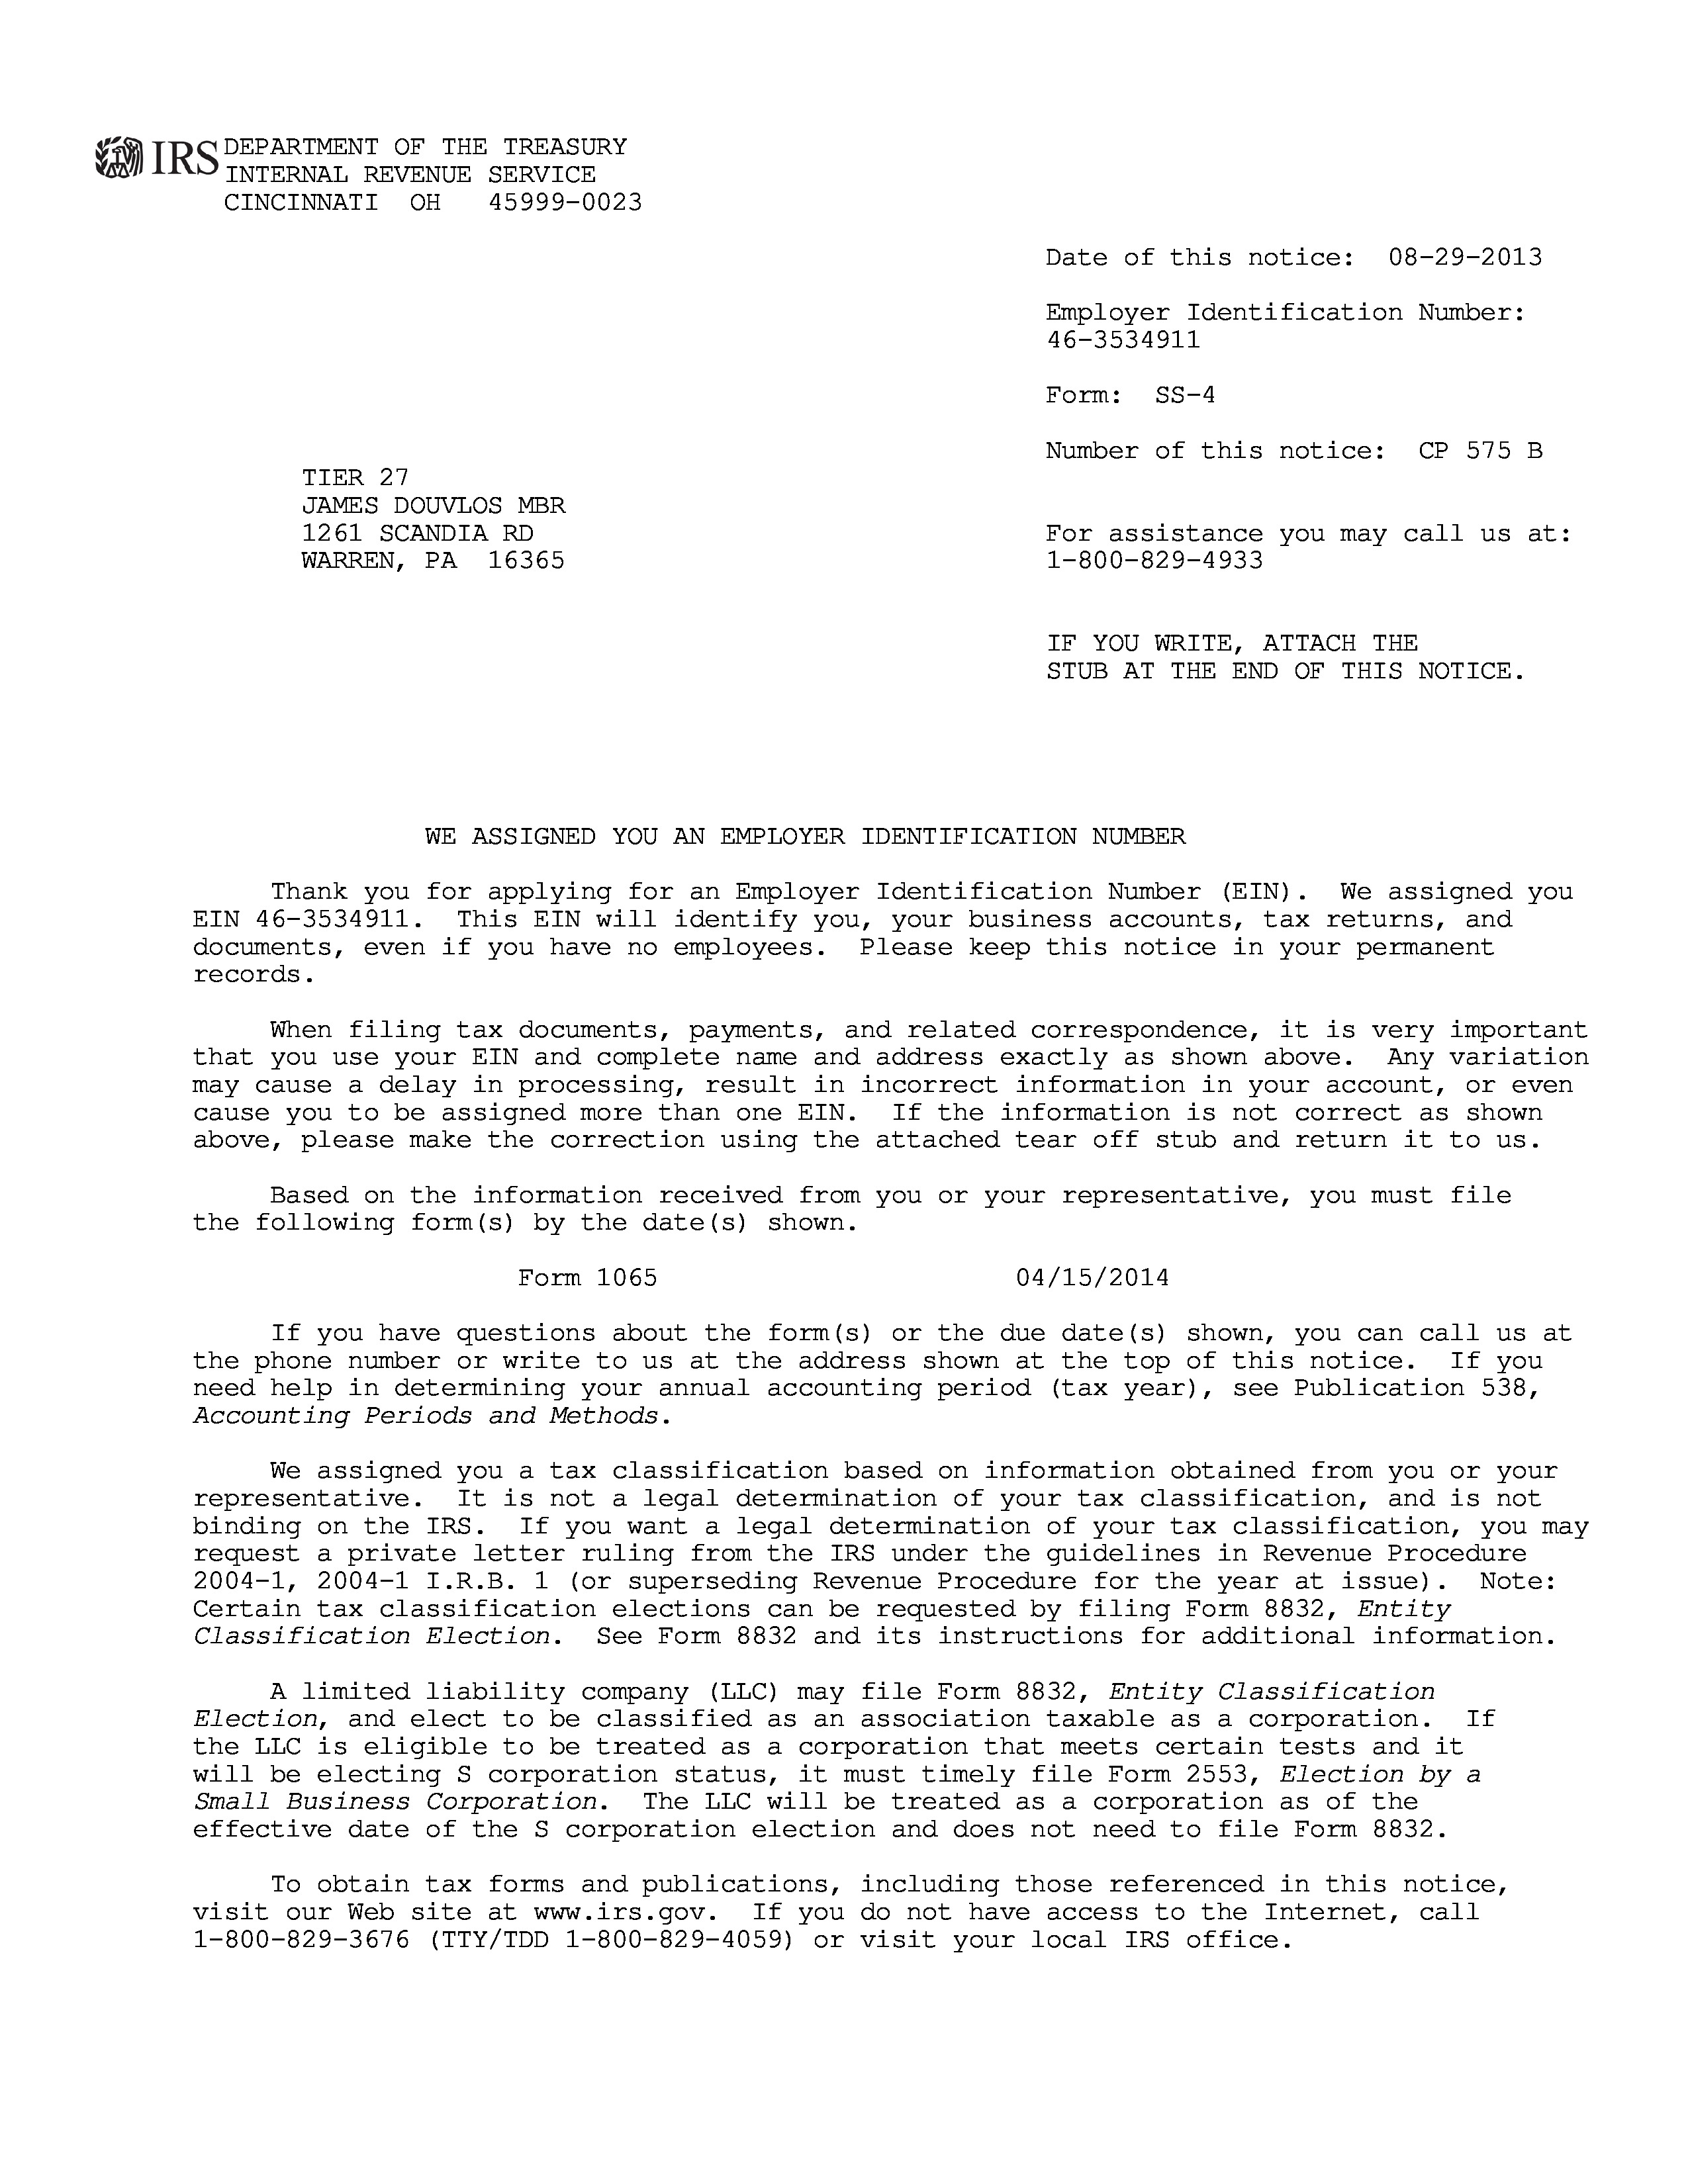 IRS DEPARTMENT OF THE TREASURY
INTERNAL REVENUE SERVICE
CINCINNATI OH 45999-0023
Date of this notice: 08-29-2013
Employer Identification Number:
46-3534911
Form: SS-4
Number of this notice: CP 575 B
TIER 27
JAMES DOUVLOS MBR
1261 SCANDIA RD
WARREN, PA 16365
For assistance you may call us at:
1-800-829-4933
IF YOU WRITE, ATTACH THE
STUB AT THE END OF THIS NOTICE.
WE ASSIGNED YOU AN EMPLOYER IDENTIFICATION NUMBER
Thank you for applying for an Employer Identification Number (EIN). We assigned you
EIN 46-3534911. This EIN will identify you, your business accounts, tax returns, and
documents, even if you have no employees. Please keep this notice in your permanent
records.
When filing tax documents, payments, and related correspondence, it is very important
that you use your EIN and complete name and address exactly as shown above. Any variation
may cause a delay in processing, result in incorrect information in your account, or even
cause you to be assigned more than one EIN. If the information is not correct as shown
above, please make the correction using the attached tear off stub and return it to us.
Based on the information received from you or your representative, you must file
the following form(s) by the date(s) shown.
Form 1065 04/15/2014
If you have questions about the form(s) or the due date(s) shown, you can call us at
the phone number or write to us at the address shown at the top of this notice. If you
need help in determining your annual accounting period (tax year), see Publication 538,
Accounting Periods and Methods.
We assigned you a tax classification based on information obtained from you or your
representative. It is not a legal determination of your tax classification, and is not
binding on the IRS. If you want a legal determination of your tax classification, you may
request a private letter ruling from the IRS under the guidelines in Revenue Procedure
2004-1, 2004-1 I.R.B. 1 (or superseding Revenue Procedure for the year at issue). Note:
Certain tax classification elections can be requested by filing Form 8832, Entity
Classification Election. See Form 8832 and its instructions for additional information.
A limited liability company (LLC) may file Form 8832, Entity Classification
Election, and elect to be classified as an association taxable as a corporation. If
the LLC is eligible to be treated as a corporation that meets certain tests and it
will be electing S corporation status, it must timely file Form 2553, Election by a
Small Business Corporation. The LLC will be treated as a corporation as of the
effective date of the S corporation election and does not need to file Form 8832.
To obtain tax forms and publications, including those referenced in this notice,
visit our Web site at www.irs.gov. If you do not have access to the Internet, call
1-800-829-3676 (TTY/TDD 1-800-829-4059) or visit your local IRS office.